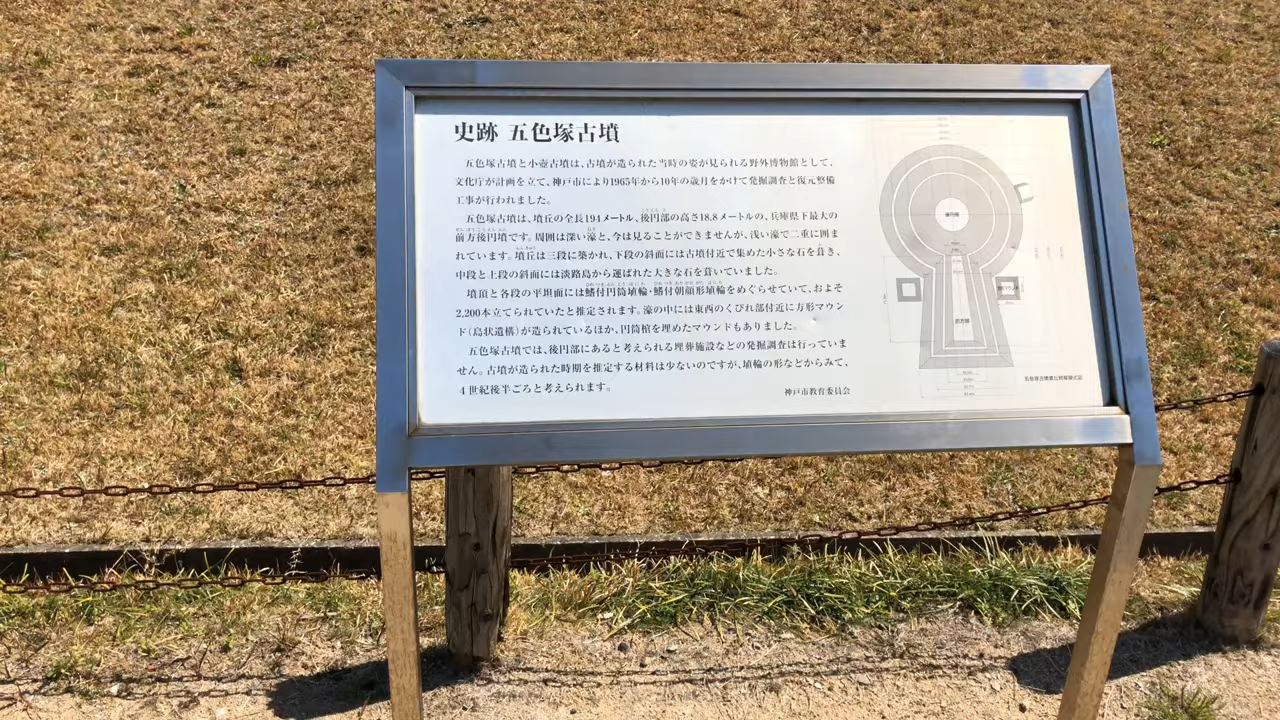 史跡 五色塚古墳
五色塚古墳と小壺古墳は、古墳が造られた当時の姿が見られる野外博物館として、
文化庁が計画を立て、神戸市により1965年から10年の歳月をかけて発掘調査と復元整備
工事が行われました。
五色塚古墳は、墳丘の全長194メートル、後円部の高さ18.8メートルの、兵庫県下最大の
前方後円墳です。周囲は深い濠と、今は見ることができませんが、浅い濠で二重に囲ま
れています。墳丘は三段に築かれ、下段の斜面には古墳付近で集めた小さな石を葺き、
中段と上段の斜面には淡路島から運ばれた大きな石を葺いていました。
墳頂と各段の平坦面には鰭付円筒埴輪・鰭付朝顔形埴輪をめぐらせていて、およそ
2,200本立てられていたと推定されます。濠の中には東西のくびれ部付近に方形マウン
ド（島状遺構）が造られているほか、円筒棺を埋めたマウンドもありました。
五色塚古墳では、後円部にあると考えられる埋葬施設などの発掘調査は行っていま
せん。古墳が造られた時期を推定する材料は少ないのですが、埴輪の形などからみて、
4世紀後半ごろと考えられます。
神戸市教育委員会
後円部
前方部